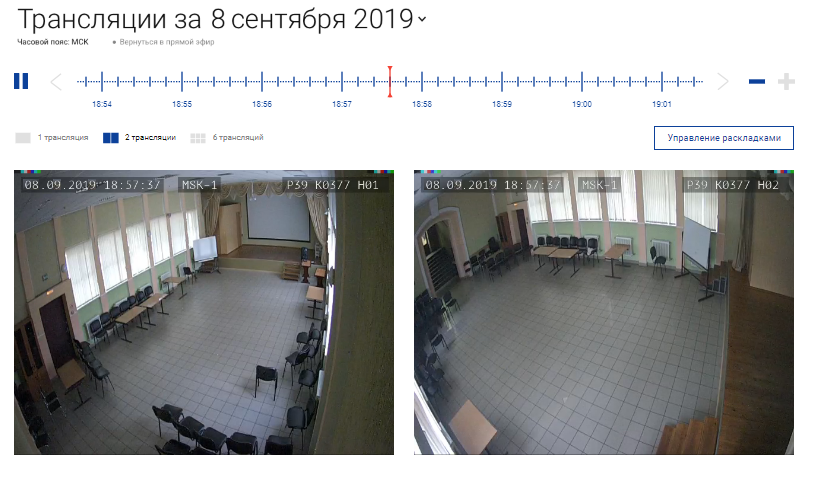 Трансляции за 8 сентября 2019
Часовой пояс: МСК
Вернуться в прямой эфир
18:54 18:55 18:56 18:57 18:58 18:59 19:00 19:01
1 трансляция 2 трансляции 6 трансляций
Управление раскладками
08.09.2019 18:57:37 MSK-1 P39 K0377 H01
08.09.2019 18:57:37 MSK-1 P39 K0377 H02